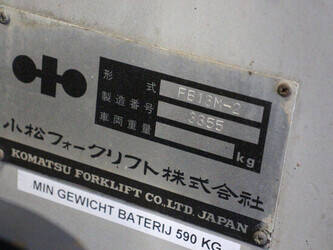 形式 FB13M-2
製造番号 3355
車両重量 kg
小松フォークリフト株式会社
KOMATSU FORKLIFT CO., LTD. JAPAN
MIN GEWICHT BATERIJ 590 KG